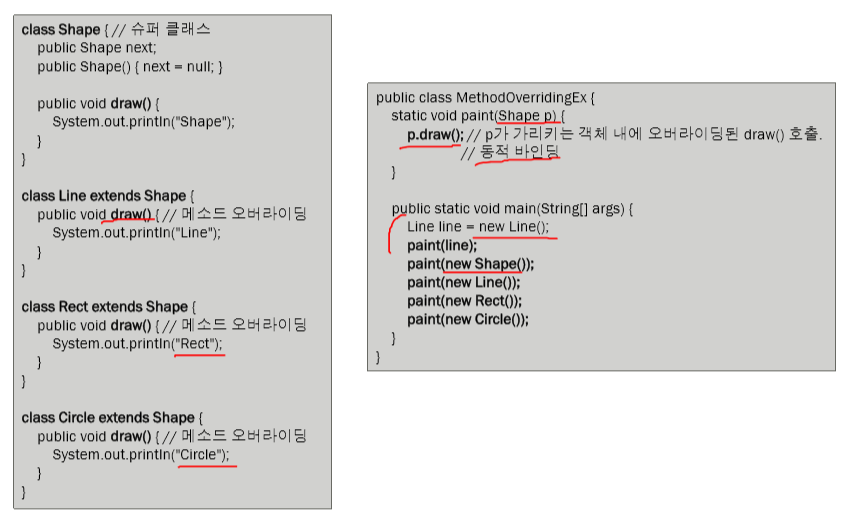 class Shape { // 슈퍼 클래스
public Shape next;
public Shape() { next = null; }
public void draw() {
System.out.println("Shape");
}
}
class Line extends Shape {
public void draw() { // 메소드 오버라이딩
System.out.println("Line");
}
}
class Rect extends Shape {
public void draw() { // 메소드 오버라이딩
System.out.println("Rect");
}
}
class Circle extends Shape {
public void draw() { // 메소드 오버라이딩
System.out.println("Circle");
}
}
public class MethodOverridingEx {
static void paint(Shape p) {
p.draw(); // p가 가리키는 객체 내에 오버라이딩된 draw() 호출.
// 동적 바인딩
}
public static void main(String[] args) {
Line line = new Line();
paint(line);
paint(new Shape());
paint(new Line());
paint(new Rect());
paint(new Circle());
}
}